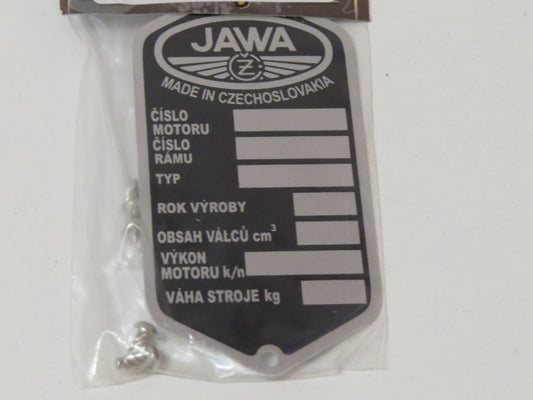 JAWA
ČZ
MADE IN CZECHOSLOVAKIA
ČÍSLO
MOTORU
ČÍSLO
RÁMU
TYP
ROK VÝROBY
OBSAH VÁLCŮ cm³
VÝKON
MOTORU k/n
VÁHA STROJE kg